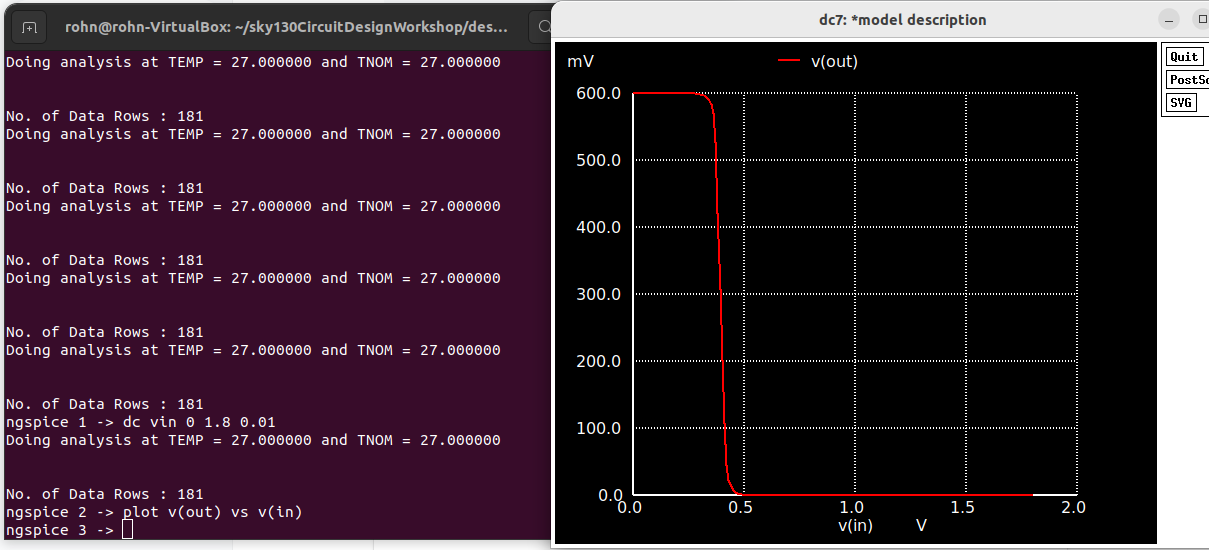 rohn@rohn-VirtualBox: ~/sky130CircuitDesignWorkshop/des...
Doing analysis at TEMP = 27.000000 and TNOM = 27.000000
No. of Data Rows : 181
Doing analysis at TEMP = 27.000000 and TNOM = 27.000000
No. of Data Rows : 181
Doing analysis at TEMP = 27.000000 and TNOM = 27.000000
No. of Data Rows : 181
Doing analysis at TEMP = 27.000000 and TNOM = 27.000000
No. of Data Rows : 181
Doing analysis at TEMP = 27.000000 and TNOM = 27.000000
No. of Data Rows : 181
ngspice 1 -> dc vin 0 1.8 0.01
Doing analysis at TEMP = 27.000000 and TNOM = 27.000000
No. of Data Rows : 181
ngspice 2 -> plot v(out) vs v(in)
ngspice 3 ->
dc7: *model description
mV
v(out)
600.0
500.0
400.0
300.0
200.0
100.0
0.0
0.0 0.5 1.0 1.5 2.0
v(in) V
Quit
PostSc
SVG